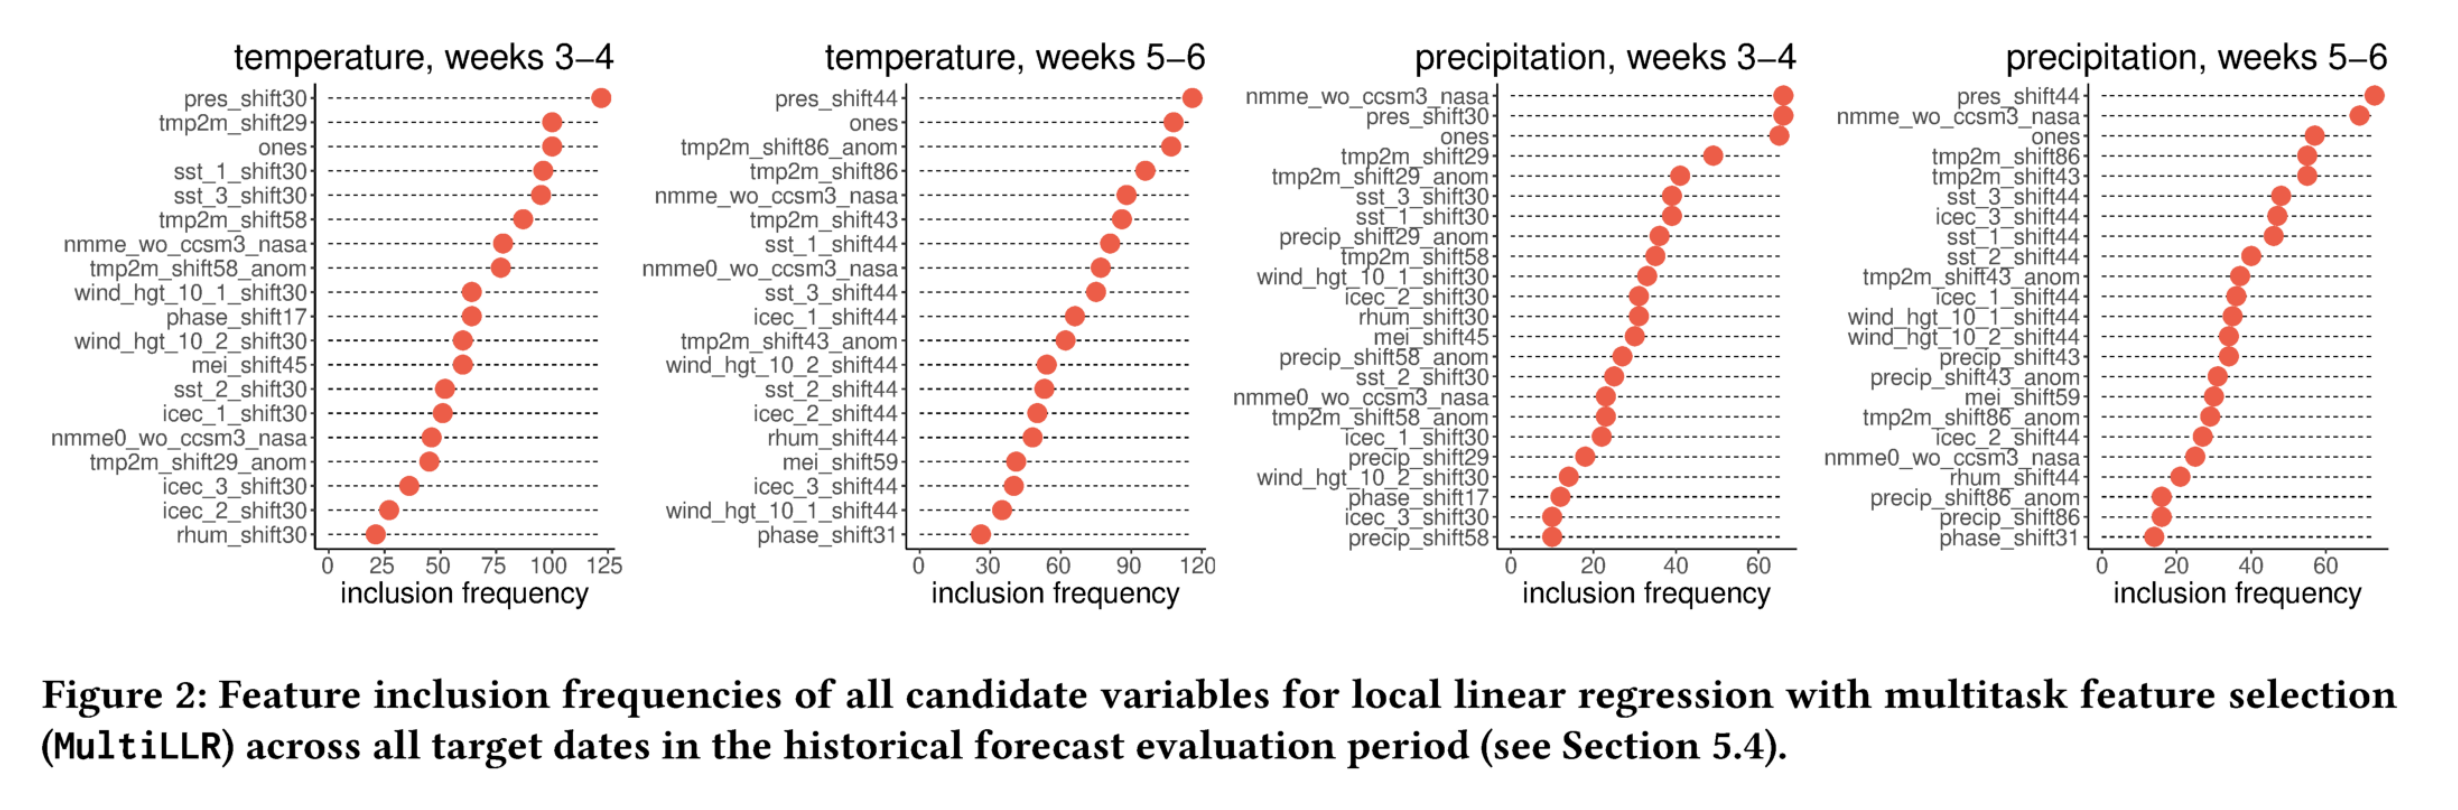 temperature, weeks 3–4
pres_shift30
tmp2m_shift29
ones
sst_1_shift30
sst_3_shift30
tmp2m_shift58
nmme_wo_ccsm3_nasa
tmp2m_shift58_anom
wind_hgt_10_1_shift30
phase_shift17
wind_hgt_10_2_shift30
mei_shift45
sst_2_shift30
icec_1_shift30
nmme0_wo_ccsm3_nasa
tmp2m_shift29_anom
icec_3_shift30
icec_2_shift30
rhum_shift30
0 25 50 75 100 125
inclusion frequency
temperature, weeks 5–6
pres_shift44
ones
tmp2m_shift86_anom
tmp2m_shift86
nmme_wo_ccsm3_nasa
tmp2m_shift43
sst_1_shift44
nmme0_wo_ccsm3_nasa
sst_3_shift44
icec_1_shift44
tmp2m_shift43_anom
wind_hgt_10_2_shift44
sst_2_shift44
icec_2_shift44
rhum_shift44
mei_shift59
icec_3_shift44
wind_hgt_10_1_shift44
phase_shift31
0 30 60 90 120
inclusion frequency
precipitation, weeks 3–4
nmme_wo_ccsm3_nasa
pres_shift30
ones
tmp2m_shift29
tmp2m_shift29_anom
sst_3_shift30
sst_1_shift30
precip_shift29_anom
tmp2m_shift58
wind_hgt_10_1_shift30
icec_2_shift30
rhum_shift30
mei_shift45
precip_shift58_anom
sst_2_shift30
nmme0_wo_ccsm3_nasa
tmp2m_shift58_anom
icec_1_shift30
precip_shift29
wind_hgt_10_2_shift30
phase_shift17
icec_3_shift30
precip_shift58
0 20 40 60
inclusion frequency
precipitation, weeks 5–6
pres_shift44
nmme_wo_ccsm3_nasa
ones
tmp2m_shift86
tmp2m_shift43
sst_3_shift44
icec_3_shift44
sst_1_shift44
sst_2_shift44
tmp2m_shift43_anom
icec_1_shift44
wind_hgt_10_1_shift44
wind_hgt_10_2_shift44
precip_shift43
precip_shift43_anom
mei_shift59
tmp2m_shift86_anom
icec_2_shift44
nmme0_wo_ccsm3_nasa
rhum_shift44
precip_shift86_anom
precip_shift86
phase_shift31
0 20 40 60
inclusion frequency
Figure 2: Feature inclusion frequencies of all candidate variables for local linear regression with multitask feature selection
(MultiLLR) across all target dates in the historical forecast evaluation period (see Section 5.4).